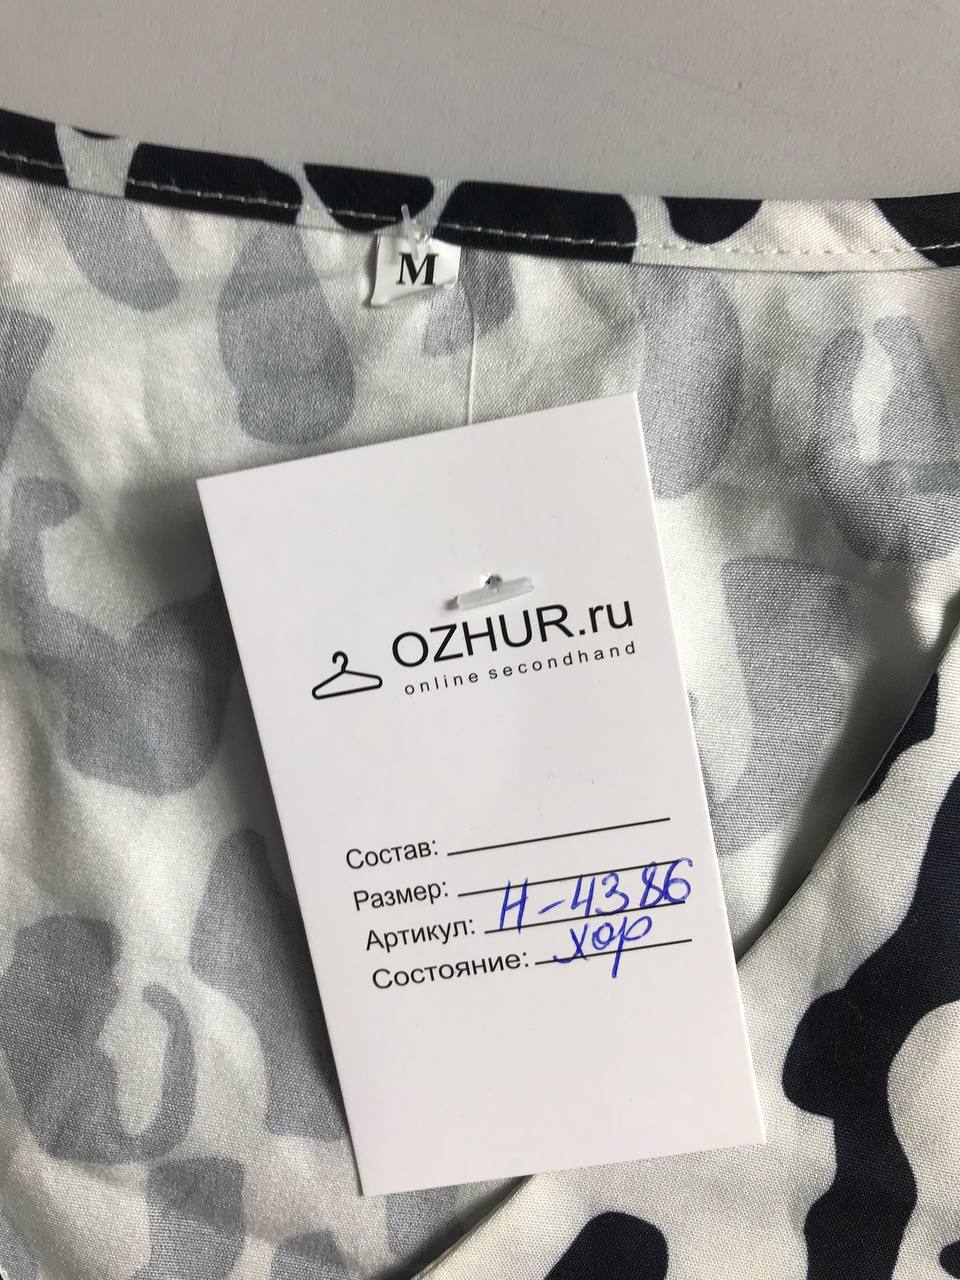 M
OZHUR.ru
online secondhand
Состав:
Размер:
Артикул: Н-4386
Состояние: хор